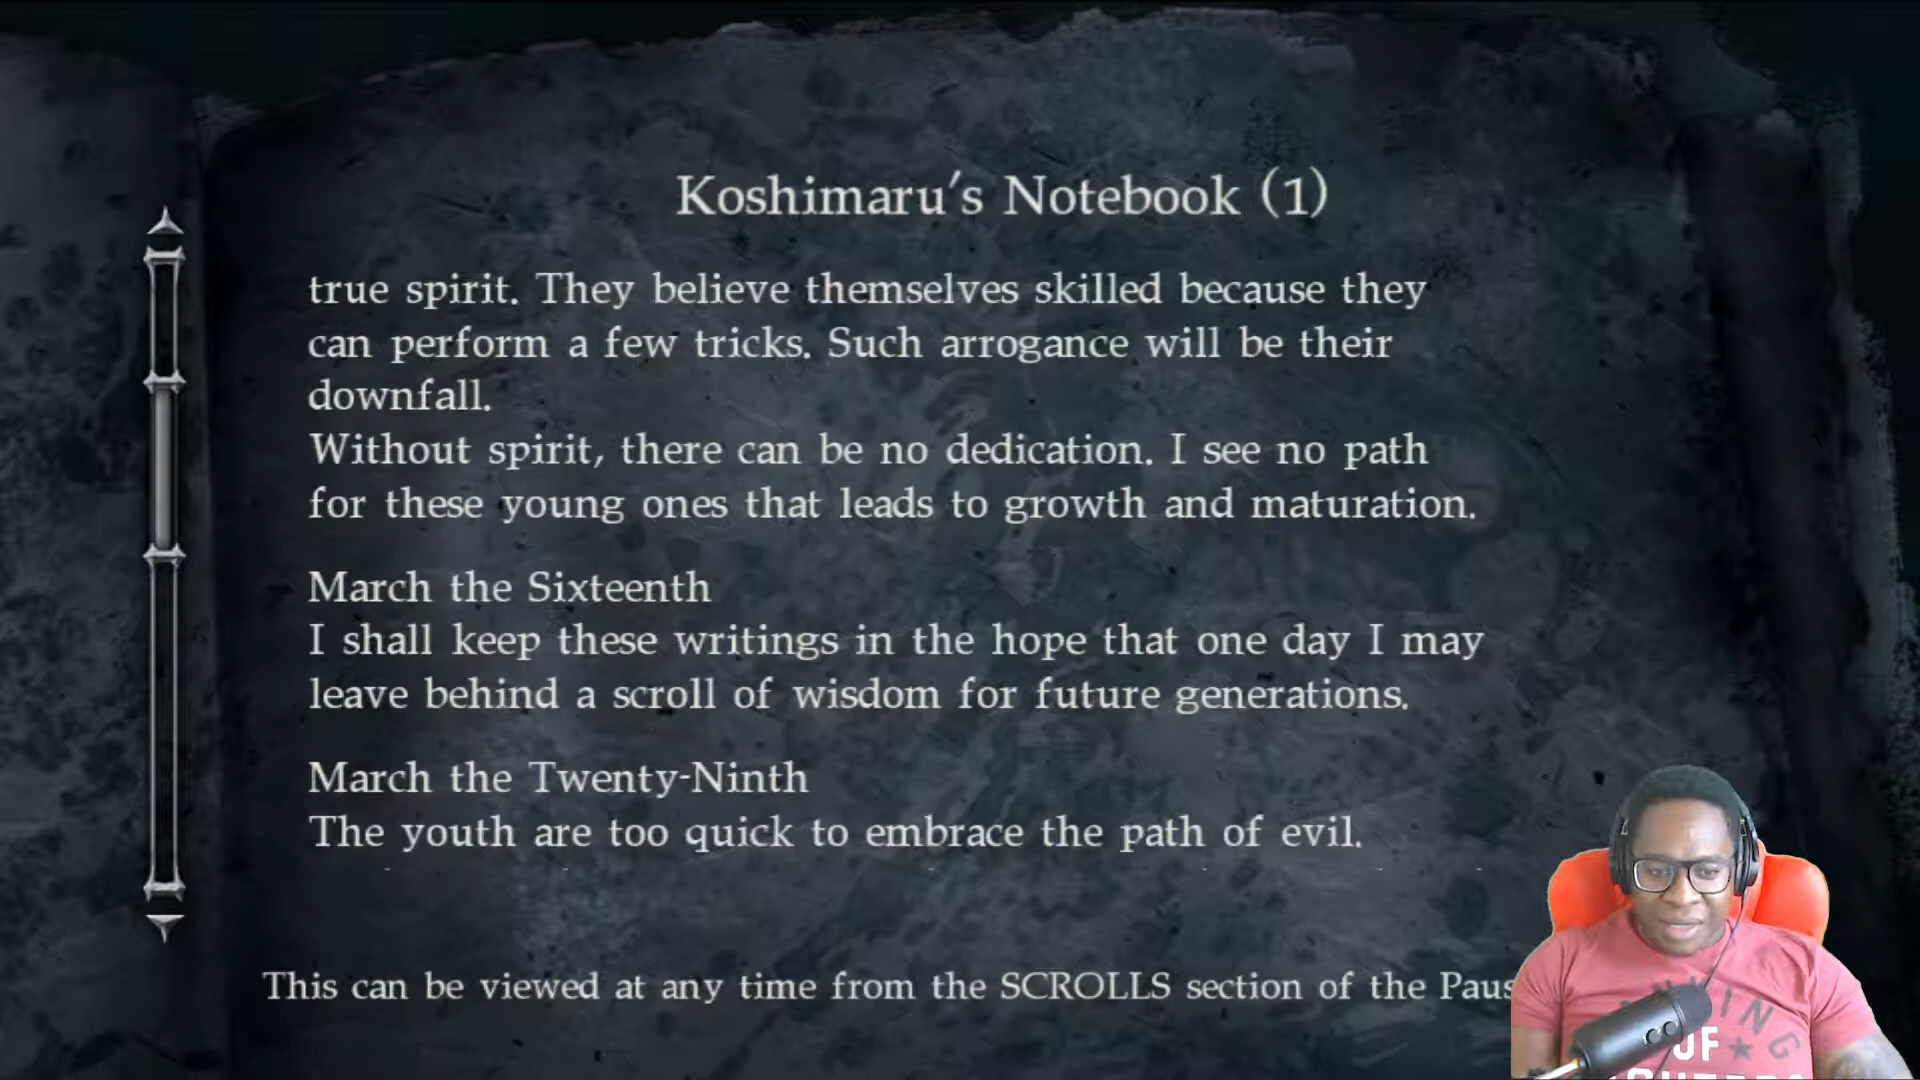 Koshimaru's Notebook (1)
true spirit. They believe themselves skilled because they
can perform a few tricks. Such arrogance will be their
downfall.
Without spirit, there can be no dedication. I see no path
for these young ones that leads to growth and maturation.
March the Sixteenth
I shall keep these writings in the hope that one day I may
leave behind a scroll of wisdom for future generations.
March the Twenty-Ninth
The youth are too quick to embrace the path of evil.
This can be viewed at any time from the SCROLLS section of the Paus
OF